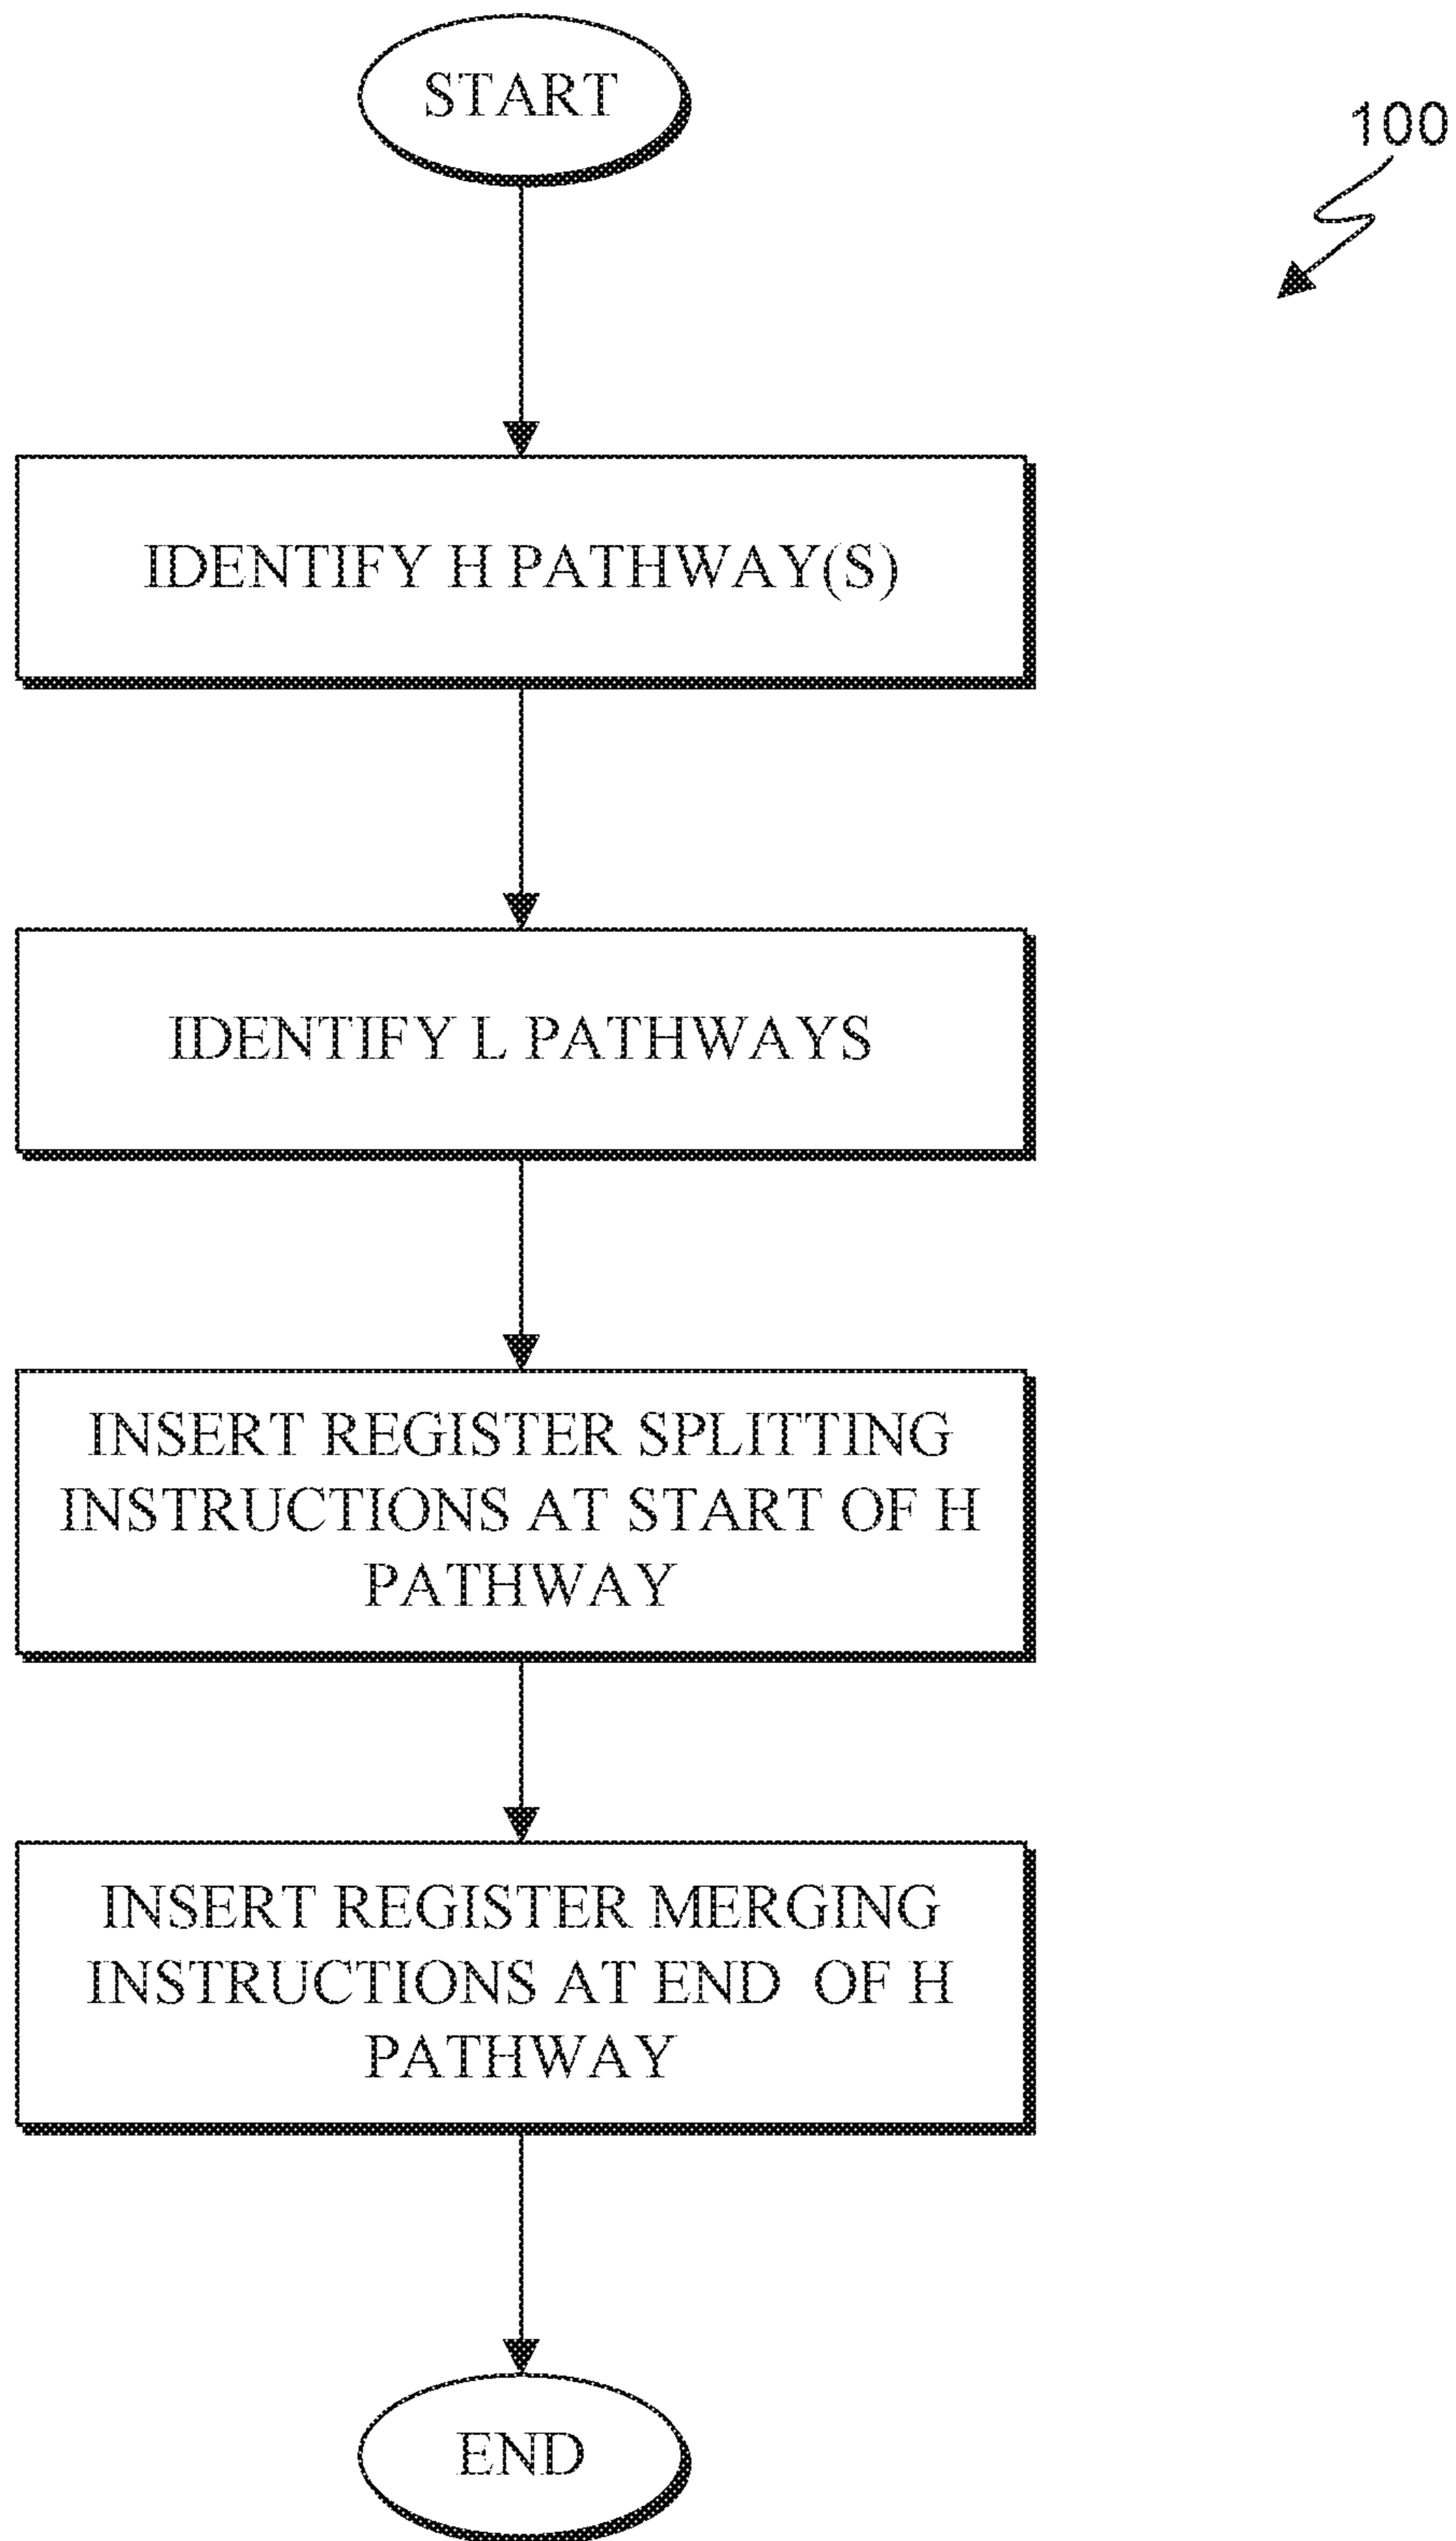 START
100
IDENTIFY H PATHWAY(S)
IDENTIFY L PATHWAYS
INSERT REGISTER SPLITTING
INSTRUCTIONS AT START OF H
PATHWAY
INSERT REGISTER MERGING
INSTRUCTIONS AT END OF H
PATHWAY
END